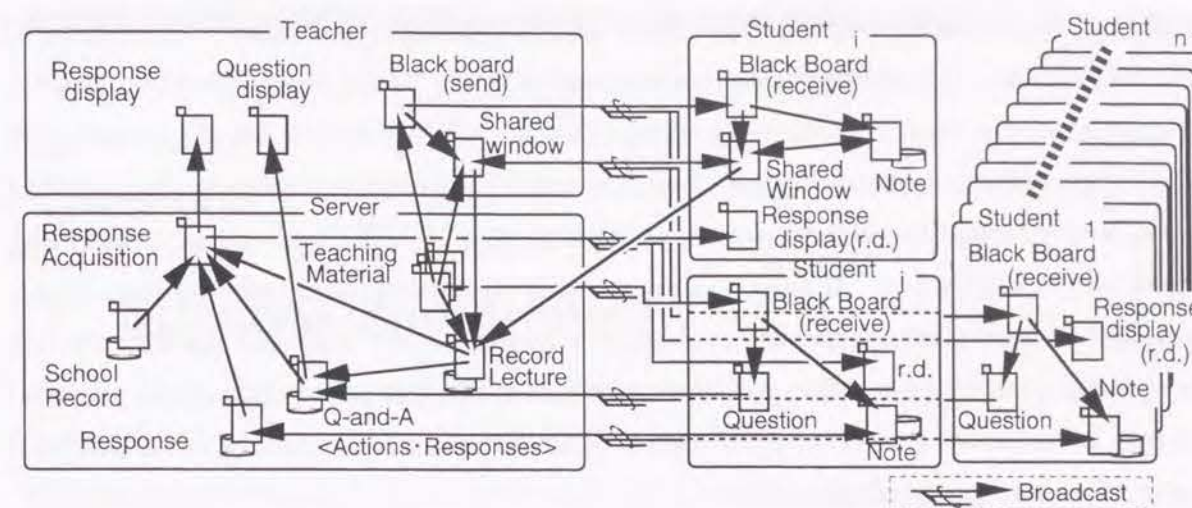 Teacher
Response
display
Question
display
Black board
(send)
Shared
window
Student i
Black Board
(receive)
Shared
Window
Note
Response
display(r.d.)
Student n
Server
Response
Acquisition
Teaching
Material
School
Record
Record
Lecture
Q-and-A
Response
<Actions·Responses>
Student j
Black Board
(receive)
r.d.
Question
Note
Student 1
Black Board
(receive)
Response
display
(r.d.)
Note
Question
Broadcast